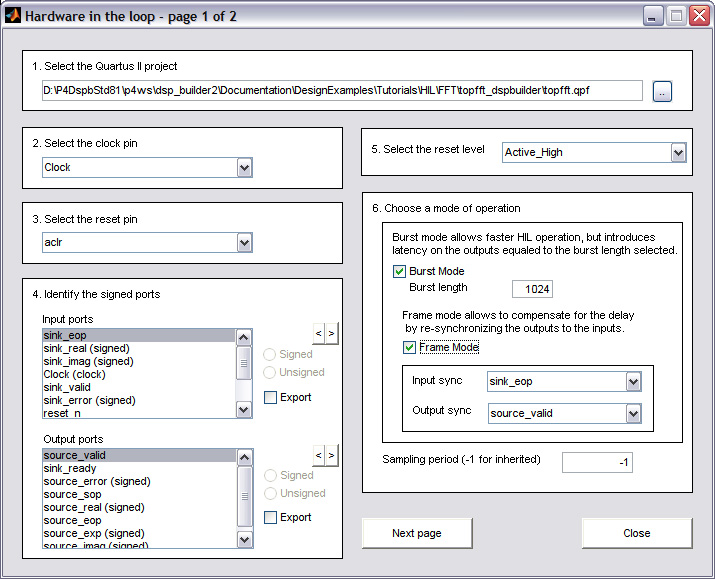 Hardware in the loop - page 1 of 2
1. Select the Quartus II project
D:\P4DspbStd81\p4ws\dsp_builder2\Documentation\DesignExamples\Tutorials\HIL\FFT\topfft_dspbuilder\topfft.qpf
..
2. Select the clock pin
Clock
3. Select the reset pin
aclr
4. Identify the signed ports
Input ports
sink_eop
sink_real (signed)
sink_imag (signed)
Clock (clock)
sink_valid
sink_error (signed)
reset_n
< >
Signed
Unsigned
Export
Output ports
source_valid
sink_ready
source_error (signed)
source_sop
source_real (signed)
source_eop
source_exp (signed)
source_imag (signed)
< >
Signed
Unsigned
Export
5. Select the reset level
Active_High
6. Choose a mode of operation
Burst mode allows faster HIL operation, but introduces
latency on the outputs equaled to the burst length selected.
Burst Mode
Burst length 1024
Frame mode allows to compensate for the delay
by re-synchronizing the outputs to the inputs.
Frame Mode
Input sync sink_eop
Output sync source_valid
Sampling period (-1 for inherited) -1
Next page Close